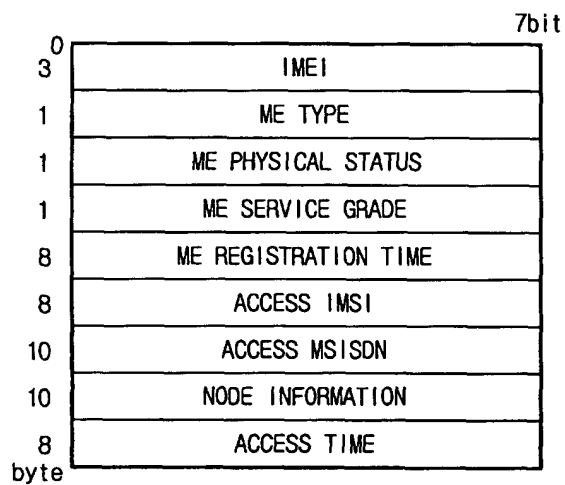 7bit
0
3 IMEI
1 ME TYPE
1 ME PHYSICAL STATUS
1 ME SERVICE GRADE
8 ME REGISTRATION TIME
8 ACCESS IMSI
10 ACCESS MSISDN
10 NODE INFORMATION
8 ACCESS TIME
byte